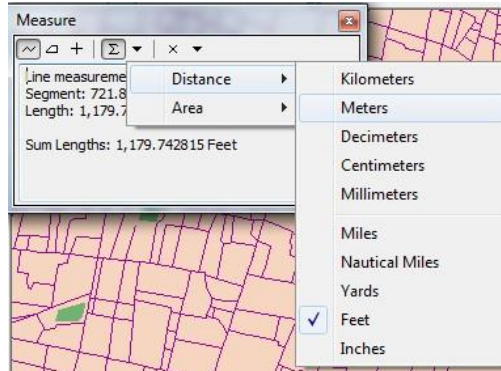 Measure
Line measureme
Segment: 721.8
Length: 1,179.7
Sum Lengths: 1,179.742815 Feet
Distance
Area
Kilometers
Meters
Decimeters
Centimeters
Millimeters
Miles
Nautical Miles
Yards
Feet
Inches